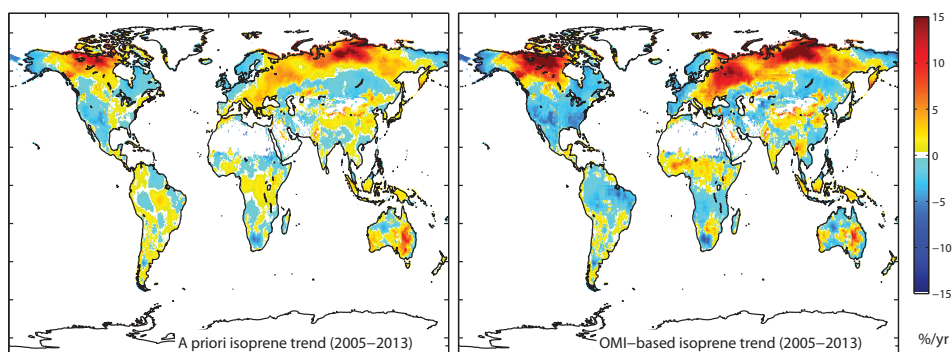 A priori isoprene trend (2005−2013)
OMI-based isoprene trend (2005−2013)
15
10
5
0
−5
−10
−15
%/yr